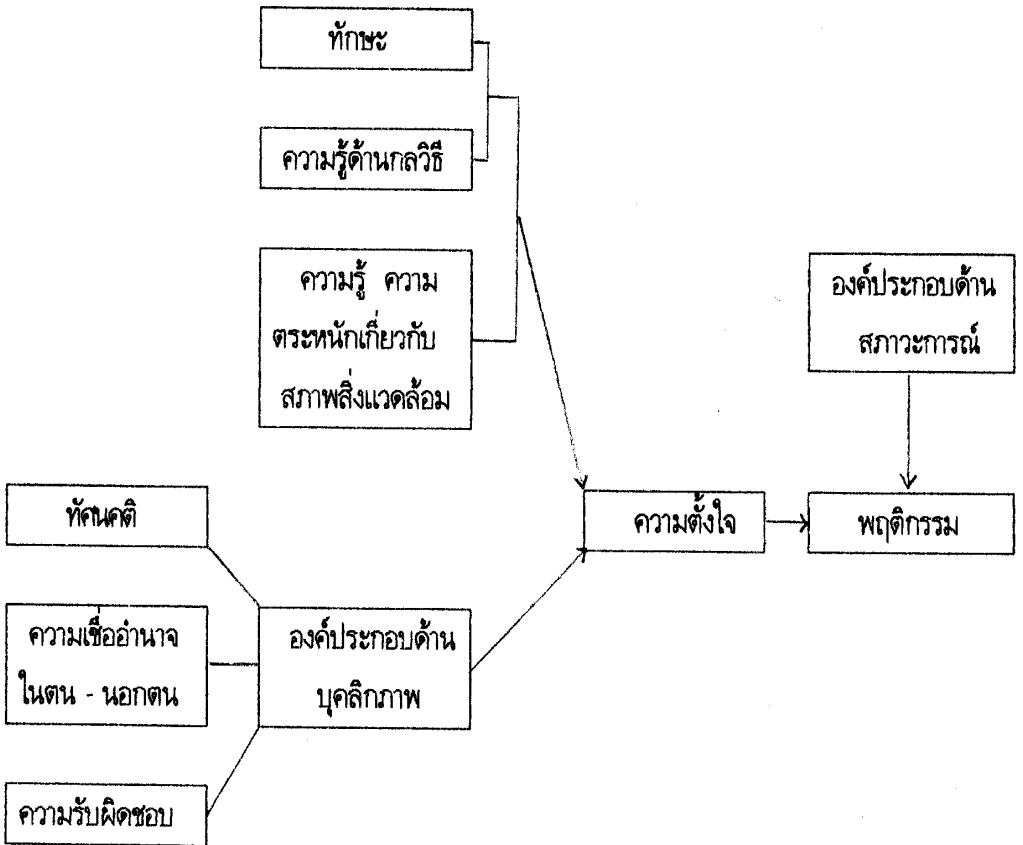 ทักษะ
ความรู้ด้านกลวิธี
ความรู้ ความ
ตระหนักเกี่ยวกับ
สภาพสิ่งแวดล้อม
องค์ประกอบด้าน
สภาวะการณ์
ทัศนคติ
ความตั้งใจ
พฤติกรรม
ความเชื่ออำนาจ
ในตน - นอกตน
องค์ประกอบด้าน
บุคลิกภาพ
ความรับผิดชอบ